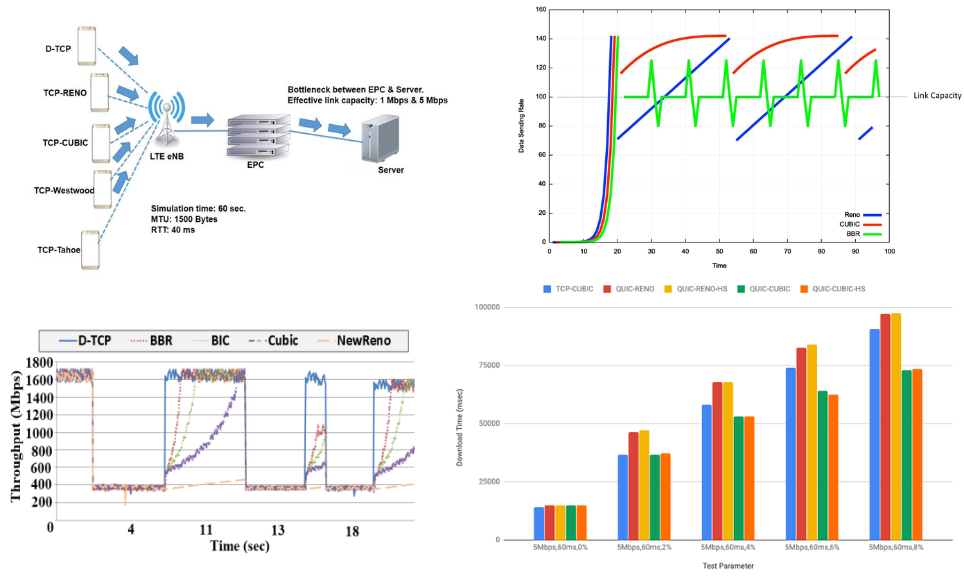 D-TCP
TCP-RENO
TCP-CUBIC
TCP-Westwood
TCP-Tahoe
LTE eNB
EPC
Server
Bottleneck between EPC & Server.
Effective link capacity: 1 Mbps & 5 Mbps
Simulation time: 60 sec.
MTU: 1500 Bytes
RTT: 40 ms
160
140
120
100
80
60
40
20
0
Data Sending Rate
0 10 20 30 40 50 60 70 80 90 100
Time
Link Capacity
Reno
CUBIC
BBR
D-TCP BBR BIC Cubic NewReno
1800
1600
1400
1200
1000
800
600
400
200
0
Throughput (Mbps)
4 11 13 18
Time (sec)
TCP-CUBIC QUIC-RENO QUIC-RENO-HS QUIC-CUBIC QUIC-CUBIC-HS
100000
75000
50000
25000
0
Download Time (msec)
5Mbps,60ms,0% 5Mbps,60ms,2% 5Mbps,60ms,4% 5Mbps,60ms,6% 5Mbps,60ms,8%
Test Parameter